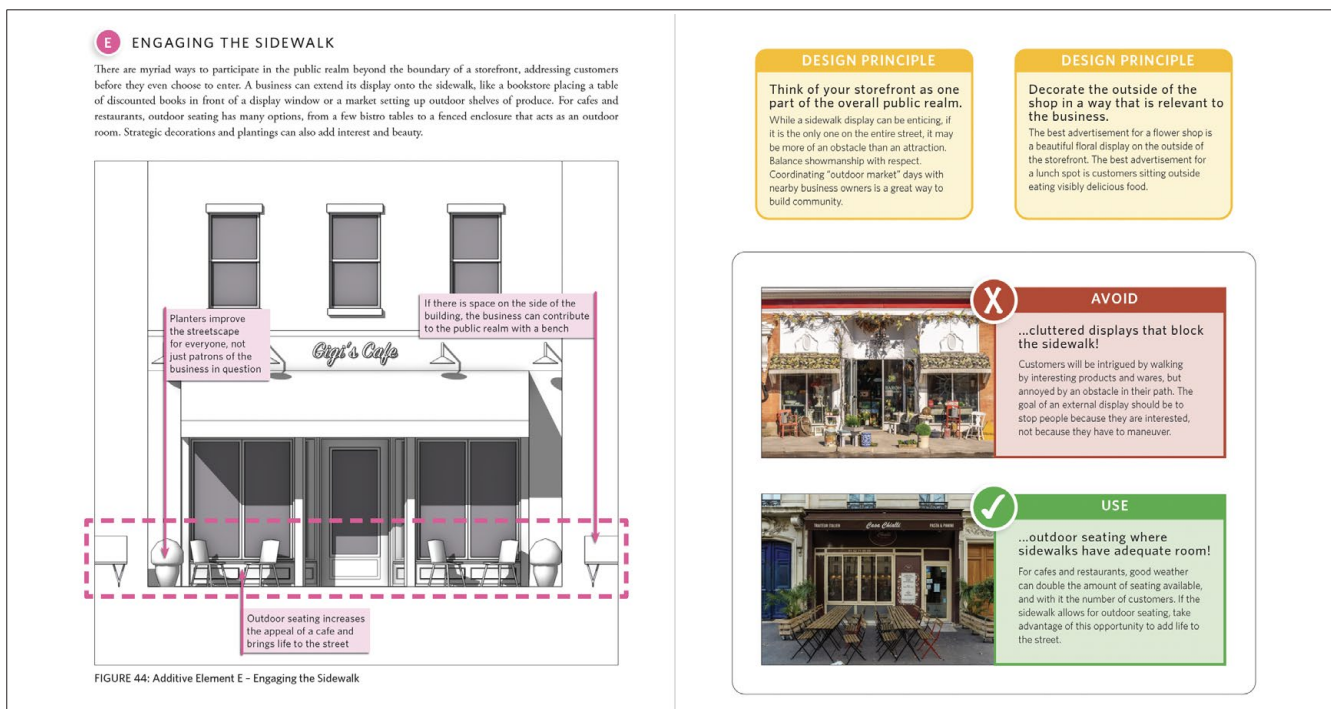 E ENGAGING THE SIDEWALK
There are myriad ways to participate in the public realm beyond the boundary of a storefront, addressing customers
before they even choose to enter. A business can extend its display onto the sidewalk, like a bookstore placing a table
of discounted books in front of a display window or a market setting up outdoor shelves of produce. For cafes and
restaurants, outdoor seating has many options, from a few bistro tables to a fenced enclosure that acts as an outdoor
room. Strategic decorations and plantings can also add interest and beauty.
Planters improve
the streetscape
for everyone, not
just patrons of the
business in question
If there is space on the side of the
building, the business can contribute
to the public realm with a bench
Gigi's Cafe
Outdoor seating increases
the appeal of a cafe and
brings life to the street
FIGURE 44: Additive Element E – Engaging the Sidewalk
DESIGN PRINCIPLE
Think of your storefront as one
part of the overall public realm.
While a sidewalk display can be enticing, if
it is the only one on the entire street, it may
be more of an obstacle than an attraction.
Balance showmanship with respect.
Coordinating “outdoor market” days with
nearby business owners is a great way to
build community.
DESIGN PRINCIPLE
Decorate the outside of the
shop in a way that is relevant to
the business.
The best advertisement for a flower shop is
a beautiful floral display on the outside of
the storefront. The best advertisement for
a lunch spot is customers sitting outside
eating visibly delicious food.
X AVOID
...cluttered displays that block
the sidewalk!
Customers will be intrigued by walking
by interesting products and wares, but
annoyed by an obstacle in their path. The
goal of an external display should be to
stop people because they are interested,
not because they have to maneuver.
Casa Chialli
USE
...outdoor seating where
sidewalks have adequate room!
For cafes and restaurants, good weather
can double the amount of seating available,
and with it the number of customers. If the
sidewalk allows for outdoor seating, take
advantage of this opportunity to add life to
the street.